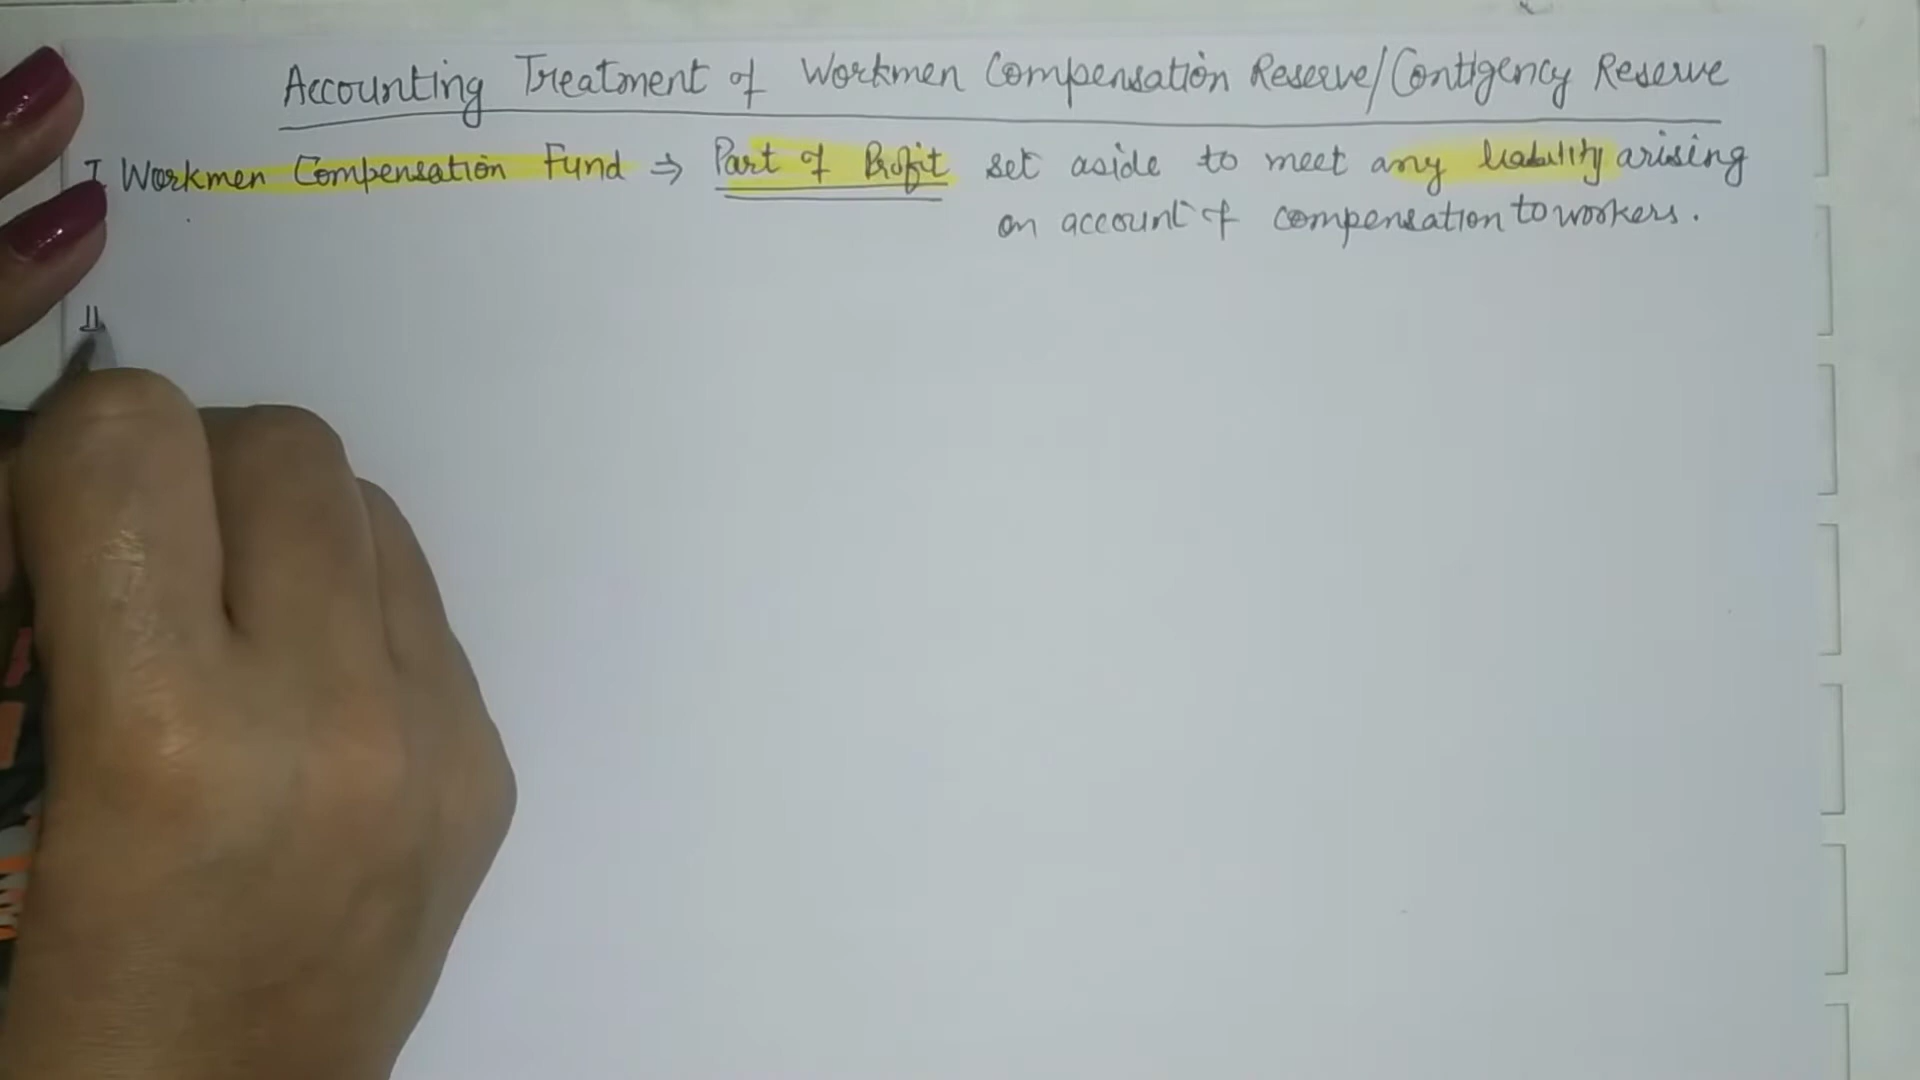 Accounting Treatment of Workmen Compensation Reserve/Contigency Reserve
I Workmen Compensation Fund ⇒ Part of Profit set aside to meet any liability arising
on account of compensation to workers.
II